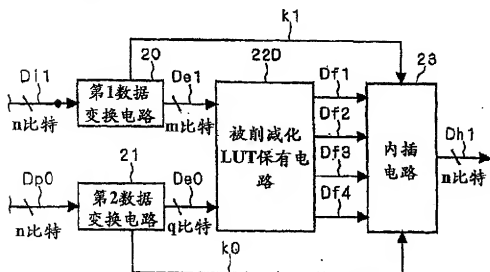 k1
20
22D
23
Di1
第1数据
变换电路
De1
n比特
m比特
被削减化
LUT保有电
路
Df1
Df2
Df3
Df4
内插
电路
Dh1
n比特
21
Dp0
第2数据
变换电路
De0
n比特
q比特
k0